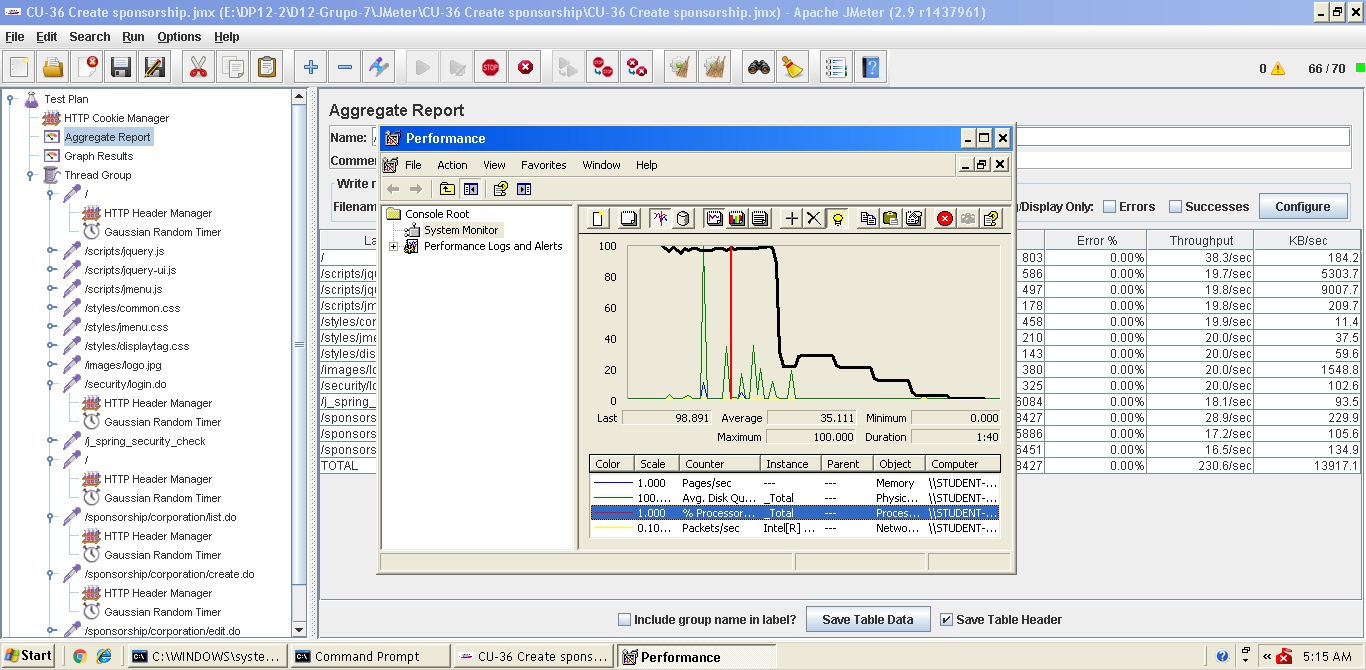 CU-36 Create sponsorship.jmx (E:\DP12-2\D12-Grupo-7\JMeter\CU-36 Create sponsorship\CU-36 Create sponsorship.jmx) - Apache JMeter (2.9 r1437961)
File Edit Search Run Options Help
STOP
0 66 / 70
Test Plan
HTTP Cookie Manager
Aggregate Report
Graph Results
Thread Group
/
HTTP Header Manager
Gaussian Random Timer
/scripts/jquery.js
/scripts/jquery-ui.js
/scripts/jmenu.js
/styles/common.css
/styles/jmenu.css
/styles/displaytag.css
/images/logo.jpg
/security/login.do
HTTP Header Manager
Gaussian Random Timer
/j_spring_security_check
/
HTTP Header Manager
Gaussian Random Timer
/sponsorship/corporation/list.do
HTTP Header Manager
Gaussian Random Timer
/sponsorship/corporation/create.do
HTTP Header Manager
Gaussian Random Timer
/sponsorship/corporation/edit.do
Aggregate Report
Name:
Comme
Write r
Filenam
/Display Only: Errors Successes Configure
La Error % Throughput KB/sec
/ 803 0.00% 38.3/sec 184.2
/scripts/jqu 586 0.00% 19.7/sec 5303.7
/scripts/jqu 497 0.00% 19.8/sec 9007.7
/scripts/jm 178 0.00% 19.8/sec 209.7
/styles/cor 458 0.00% 19.9/sec 11.4
/styles/jme 210 0.00% 20.0/sec 37.5
/styles/dis 143 0.00% 20.0/sec 59.6
/images/lo 380 0.00% 20.0/sec 1548.8
/security/lo 325 0.00% 20.0/sec 102.6
/j_spring_ 6084 0.00% 18.1/sec 93.5
/sponsors 8427 0.00% 28.9/sec 229.9
/sponsors 5886 0.00% 17.2/sec 105.6
/sponsors 6451 0.00% 16.5/sec 134.9
TOTAL 8427 0.00% 230.6/sec 13917.1
Performance
File Action View Favorites Window Help
Console Root
System Monitor
Performance Logs and Alerts
100
80
60
40
20
0
Last 98.891 Average 35.111 Minimum 0.000
Maximum 100.000 Duration 1:40
Color Scale Counter Instance Parent Object Computer
1.000 Pages/sec --- --- Memory \\STUDENT-...
100.... Avg. Disk Qu... _Total --- Physic... \\STUDENT-...
1.000 % Processor... _Total --- Proces... \\STUDENT-...
0.10... Packets/sec Intel[R] ... --- Netwo... \\STUDENT-...
Include group name in label? Save Table Data Save Table Header
Start C:\WINDOWS\syste... Command Prompt CU-36 Create spons... Performance 5:15 AM